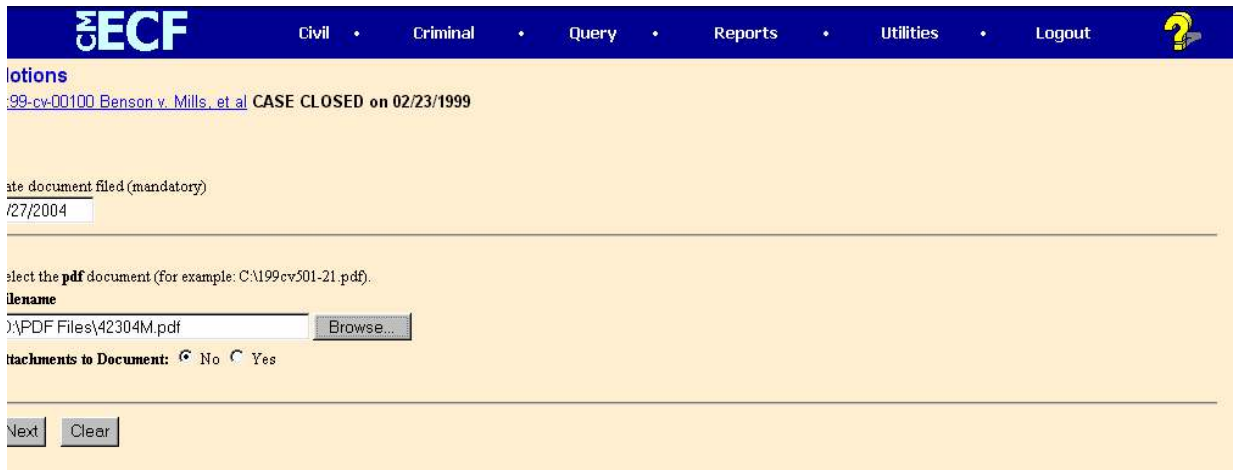 CM ECF Civil • Criminal • Query • Reports • Utilities • Logout ?
lotions
:99-cv-00100 Benson v. Mills, et al CASE CLOSED on 02/23/1999
ate document filed (mandatory)
/27/2004
elect the pdf document (for example: C:\199cv501-21.pdf).
ilename
):\PDF Files\42304M.pdf Browse...
ttachments to Document: No Yes
Next Clear